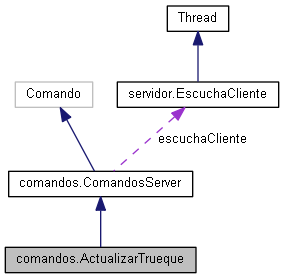 Thread
Comando
servidor.EscuchaCliente
escuchaCliente
comandos.ComandosServer
comandos.ActualizarTrueque